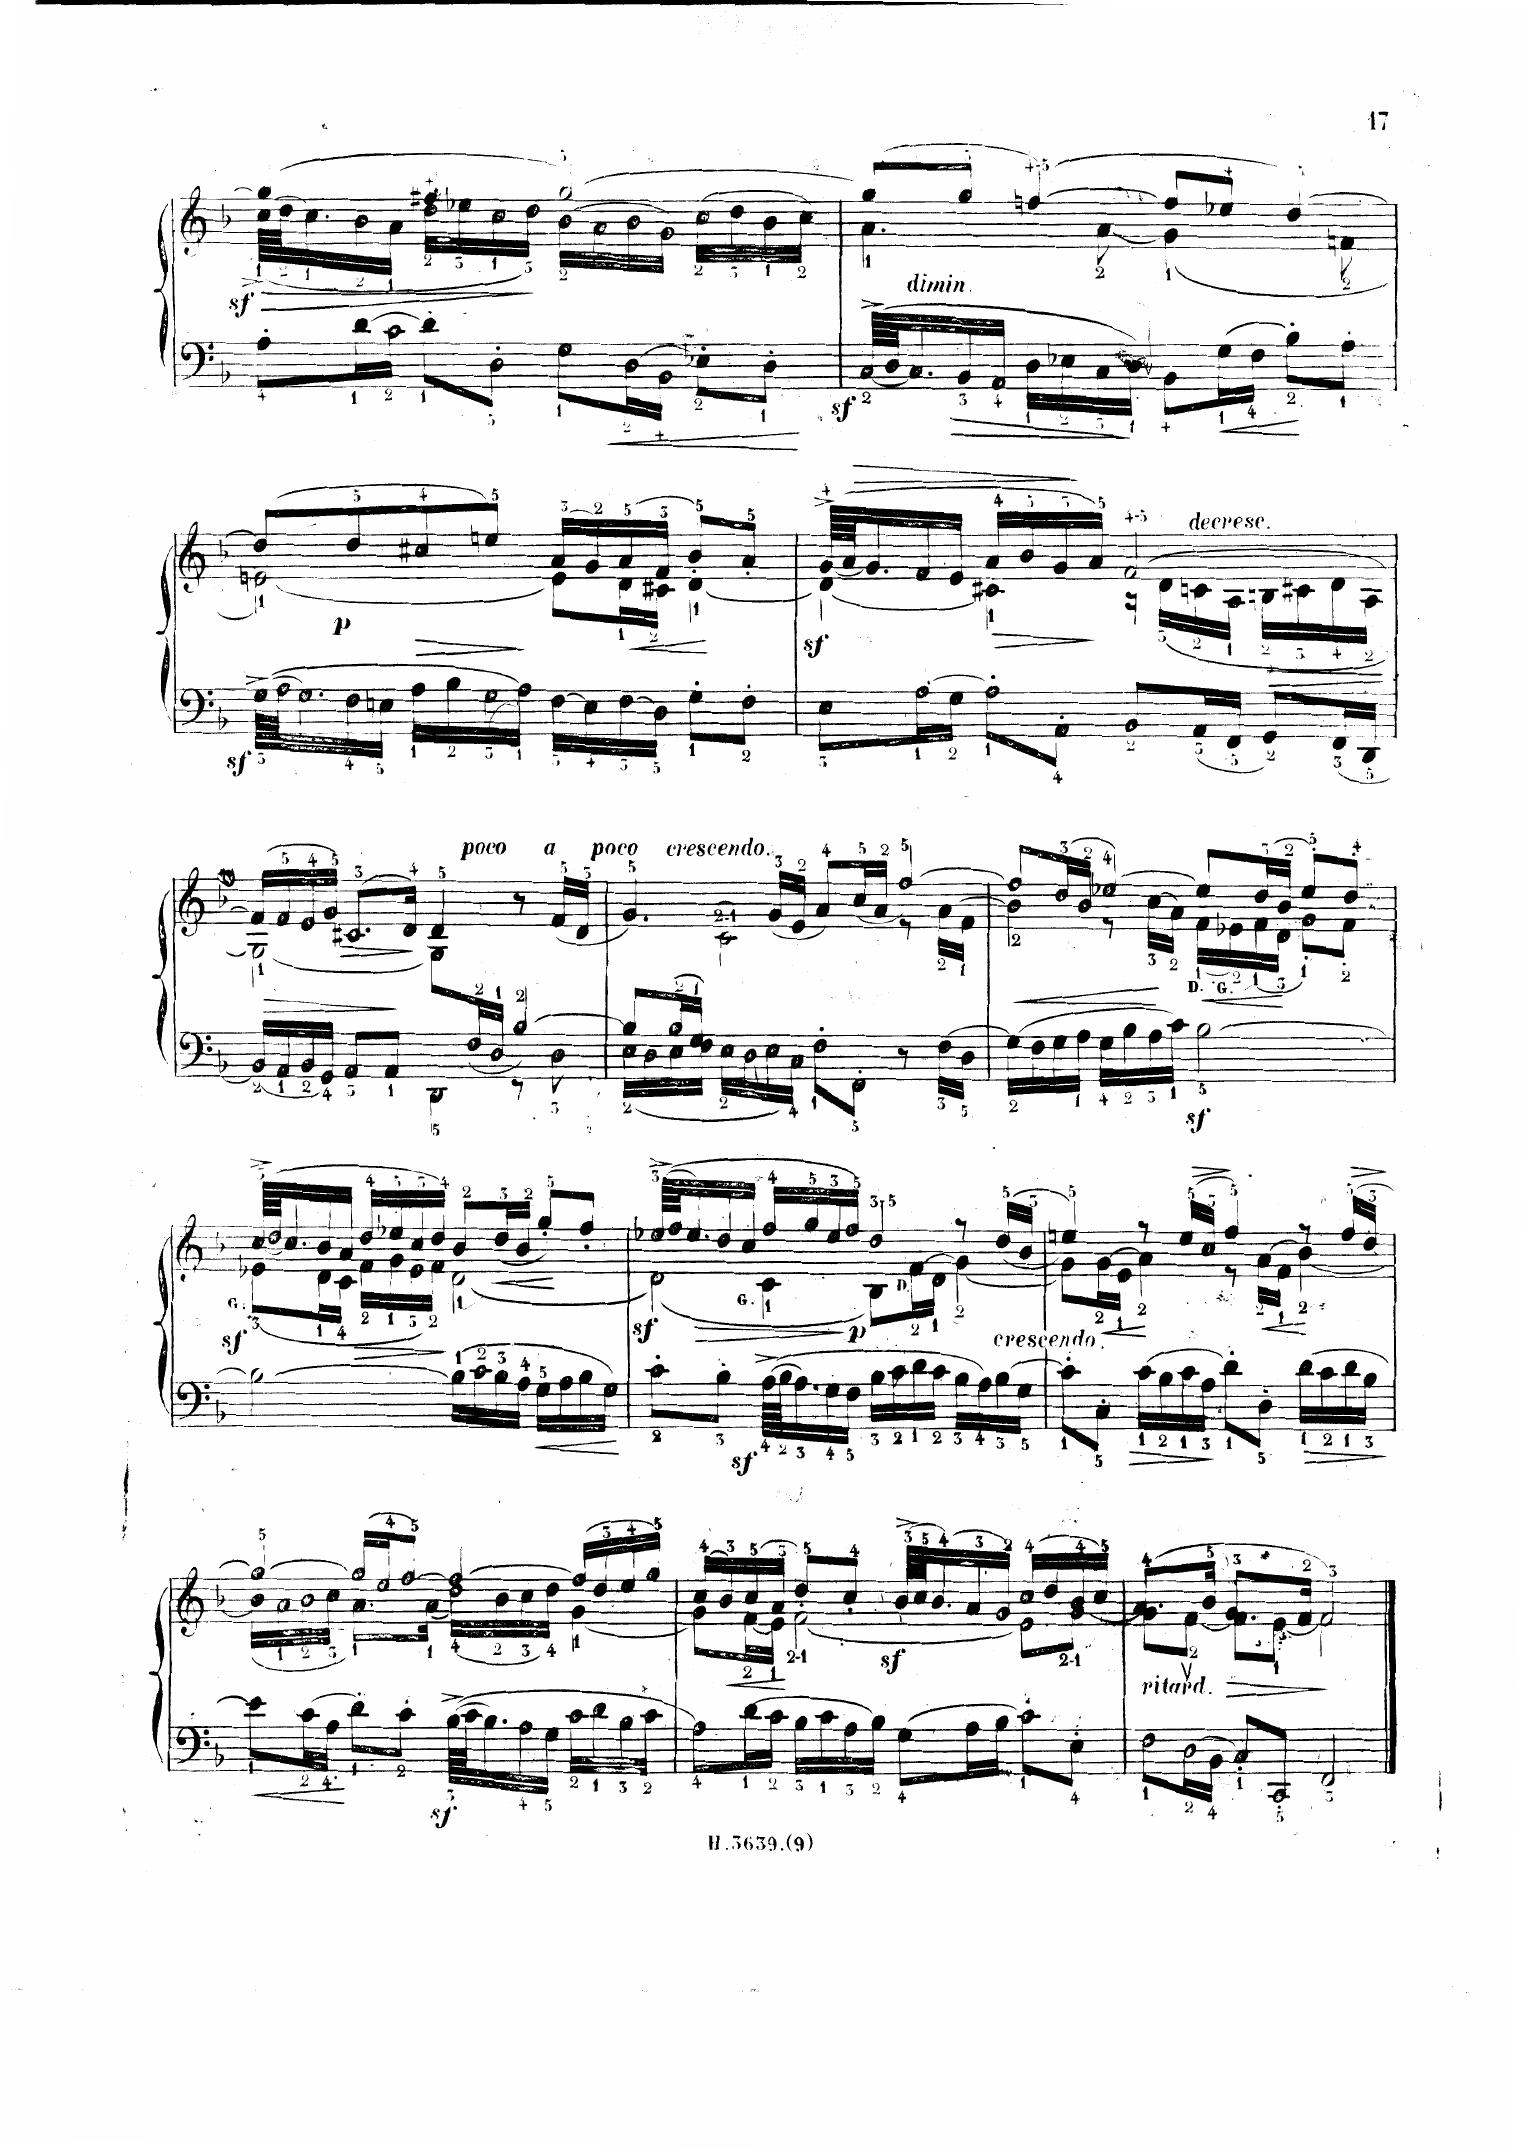 17
sf
dimin.
sf
decresc.
p
sf
sf
poco a poco crescendo.
D. G.
sf
G.
sf
sf
G.
p
D.
crescendo.
sf
sf
ritard.
sf
H.3639.(9)